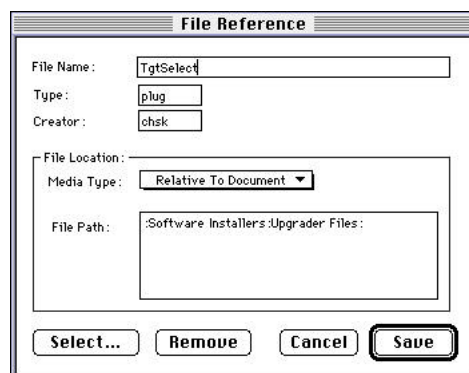 File Reference
File Name: TgtSelect
Type: plug
Creator: chsk
File Location:
Media Type: Relative To Document
File Path: :Software Installers:Upgrader Files:
Select... Remove Cancel Save